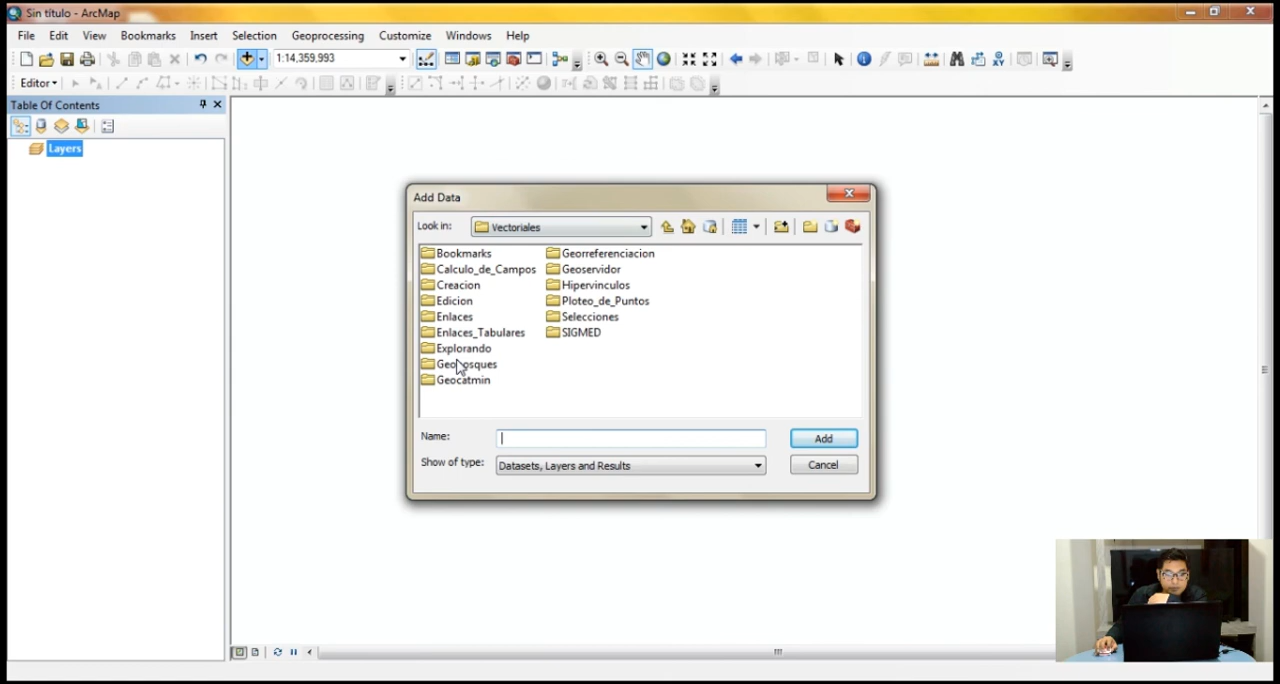 Sin título - ArcMap
File Edit View Bookmarks Insert Selection Geoprocessing Customize Windows Help
1:14,359,993
Editor
Table Of Contents
Layers
Add Data
Look in: Vectoriales
Bookmarks
Calculo_de_Campos
Creacion
Edicion
Enlaces
Enlaces_Tabulares
Explorando
Geobosques
Geocatmin
Georreferenciacion
Geoservidor
Hipervinculos
Ploteo_de_Puntos
Selecciones
SIGMED
Name:
Add
Show of type: Datasets, Layers and Results
Cancel